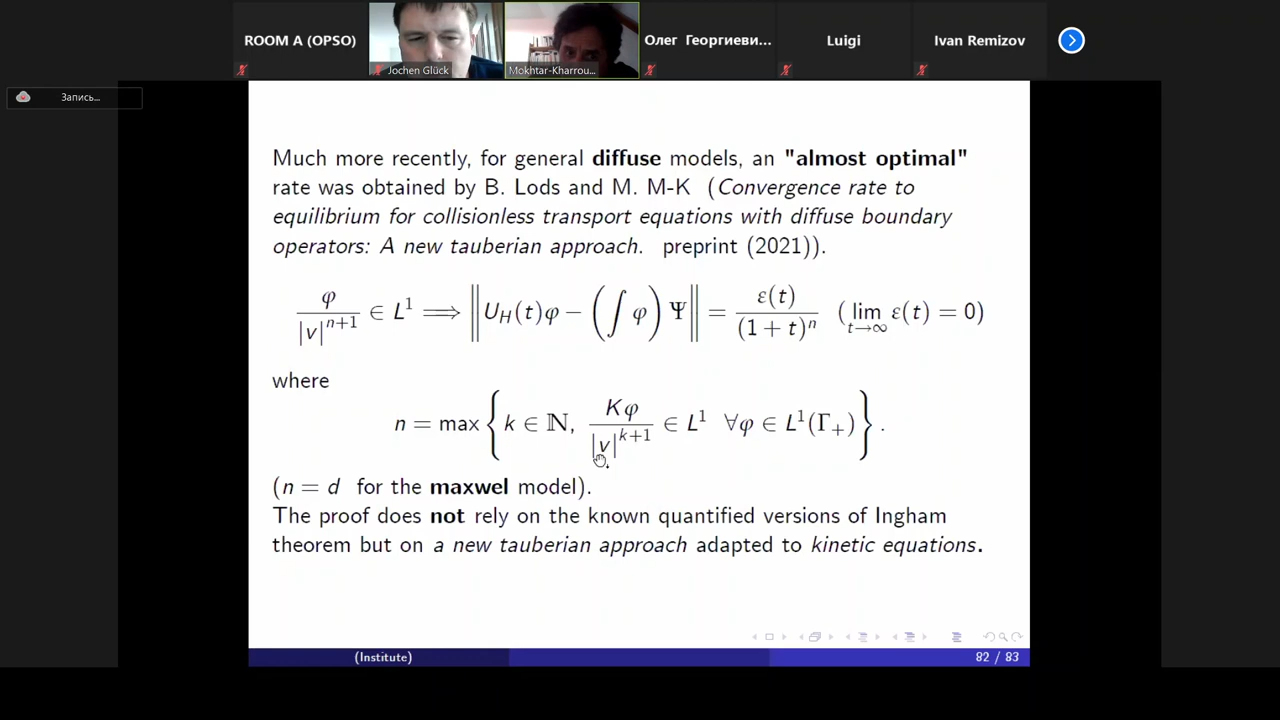 ROOM A (OPSO)
Jochen Glück
Mokhtar-Kharrou...
Олег Георгиеви...
Luigi
Ivan Remizov
Запись...
Much more recently, for general diffuse models, an "almost optimal"
rate was obtained by B. Lods and M. M-K (Convergence rate to
equilibrium for collisionless transport equations with diffuse boundary
operators: A new tauberian approach. preprint (2021)).
φ / |v|^{n+1} ∈ L^1 ⟹ ‖U_H(t)φ − (∫ φ) Ψ‖ = ε(t) / (1 + t)^n (lim_{t→∞} ε(t) = 0)
where
n = max { k ∈ ℕ, Kφ / |v|^{k+1} ∈ L^1 ∀φ ∈ L^1(Γ_+) } .
(n = d for the maxwel model).
The proof does not rely on the known quantified versions of Ingham
theorem but on a new tauberian approach adapted to kinetic equations.
(Institute)
82 / 83